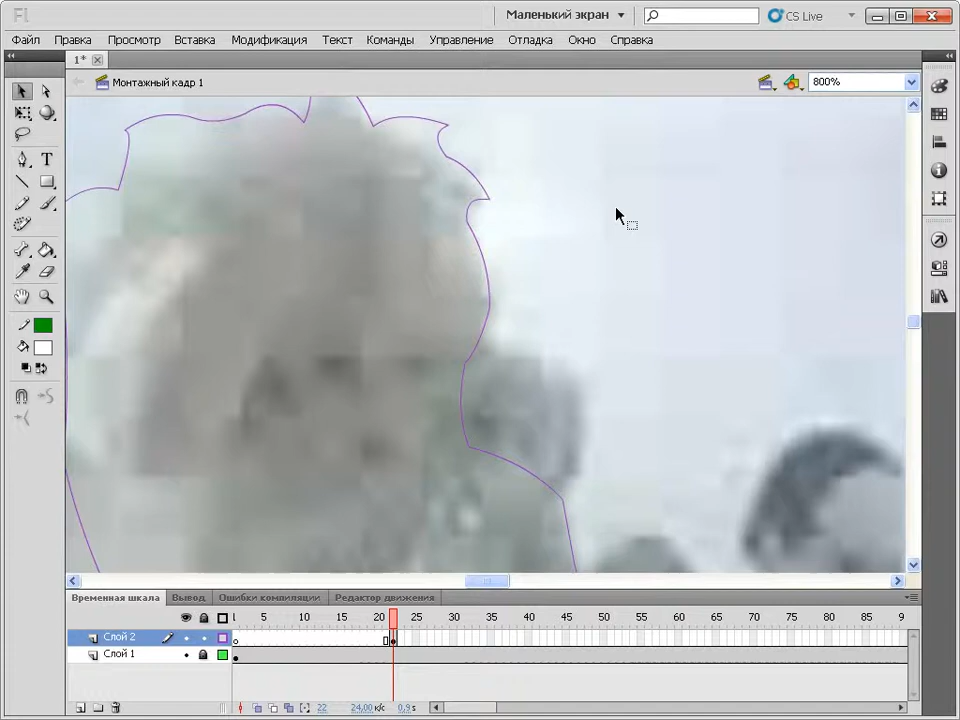 Fl
Маленький экран
CS Live
Файл Правка Просмотр Вставка Модификация Текст Команды Управление Отладка Окно Справка
1*
Монтажный кадр 1
800%
T
Временная шкала Вывод Ошибки компиляции Редактор движения
1 5 10 15 20 25 30 35 40 45 50 55 60 65 70 75 80 85 9
Слой 2
Слой 1
22 24,00 к/с 0,9 s